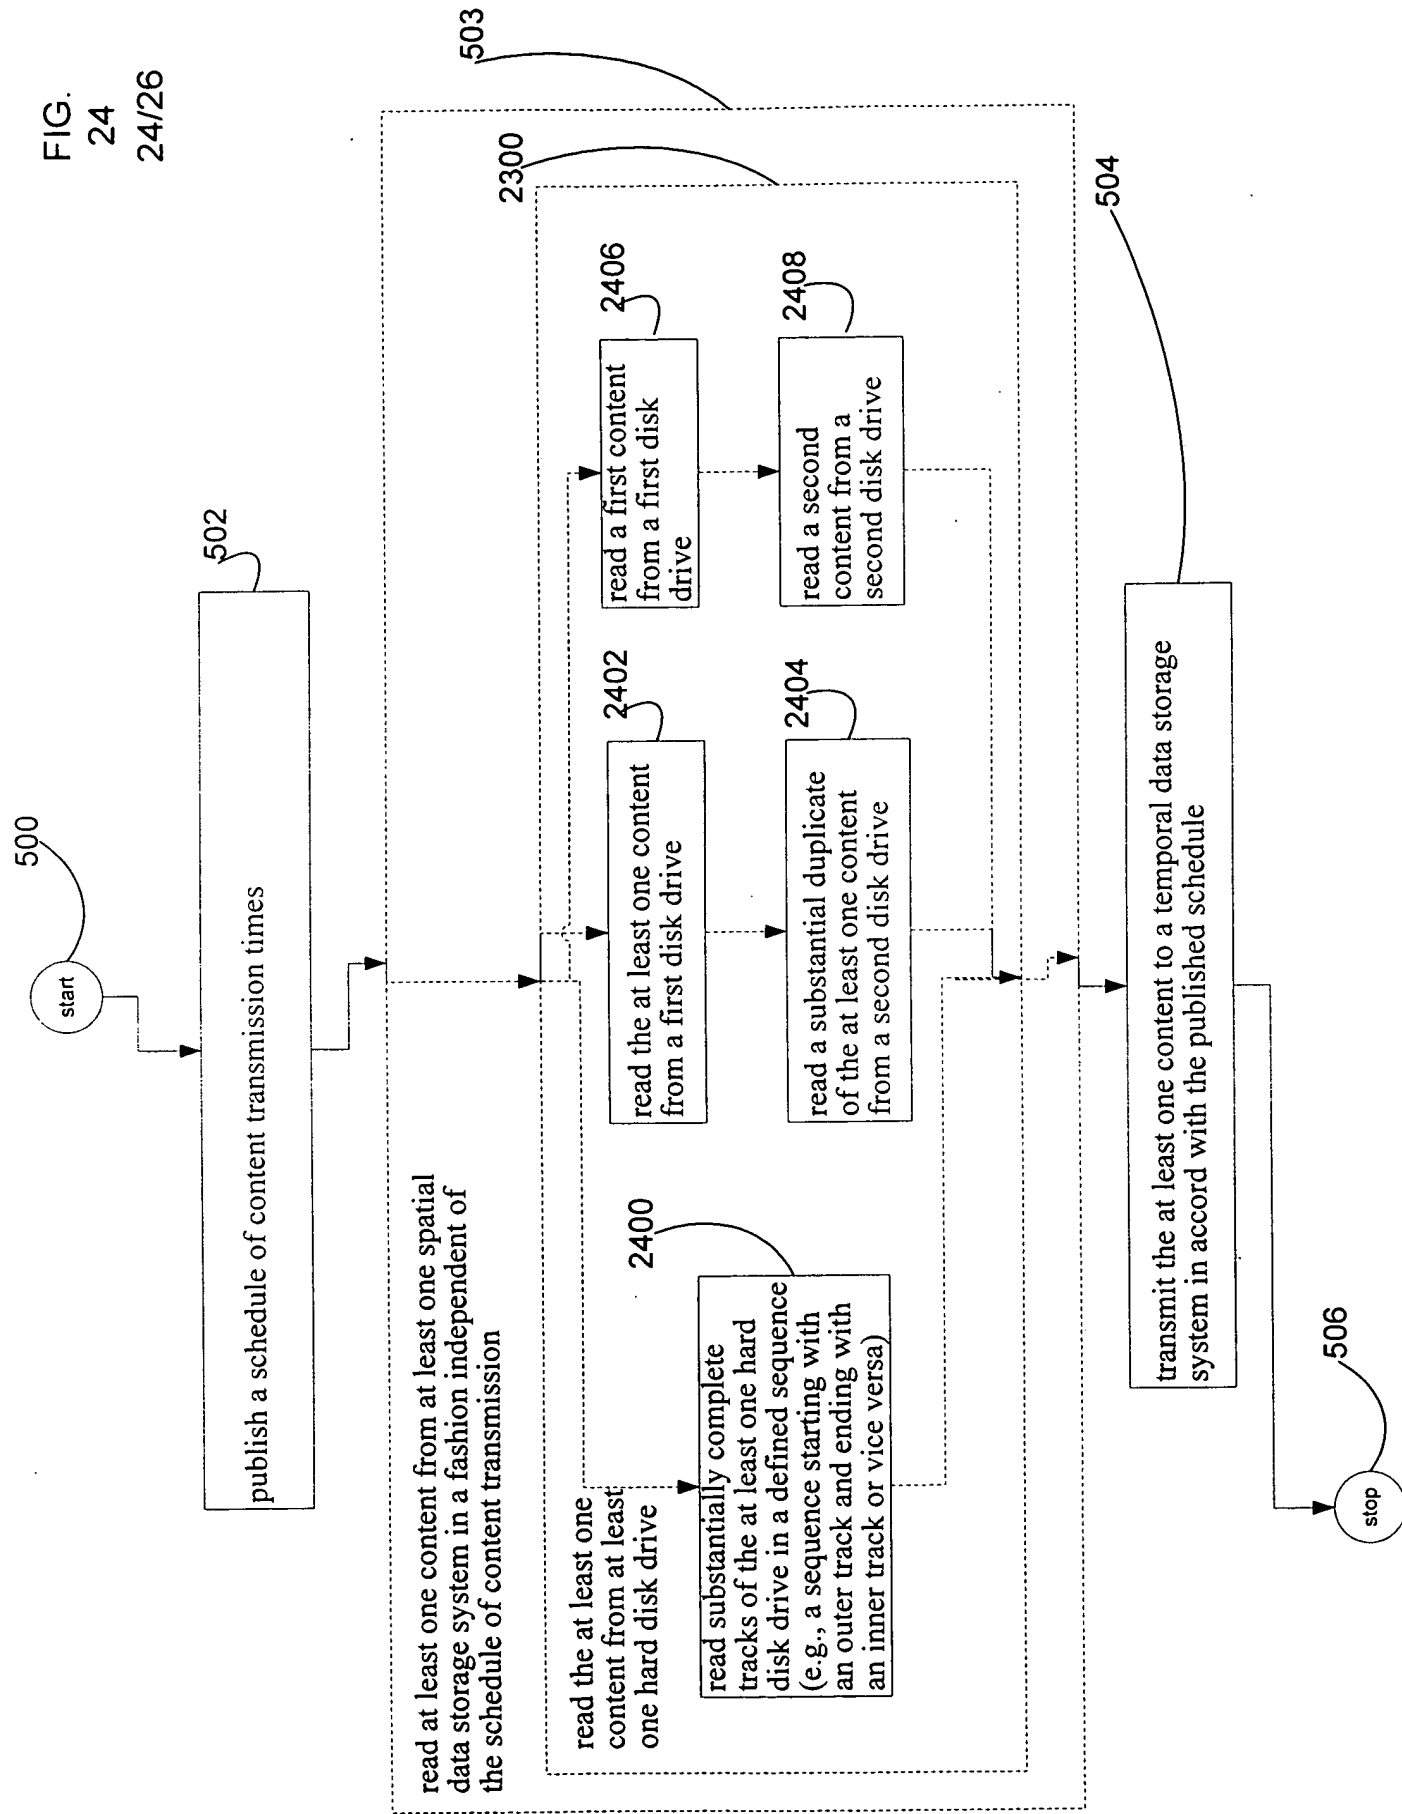 FIG.
24
24/26
500
start
502
publish a schedule of content transmission times
503
read at least one content from at least one spatial
data storage system in a fashion independent of
the schedule of content transmission
2300
read the at least one
content from at least
one hard disk drive
2400
read substantially complete
tracks of the at least one hard
disk drive in a defined sequence
(e.g., a sequence starting with
an outer track and ending with
an inner track or vice versa)
2402
read the at least one content
from a first disk drive
2404
read a substantial duplicate
of the at least one content
from a second disk drive
2406
read a first content
from a first disk
drive
2408
read a second
content from a
second disk drive
504
transmit the at least one content to a temporal data storage
system in accord with the published schedule
506
stop